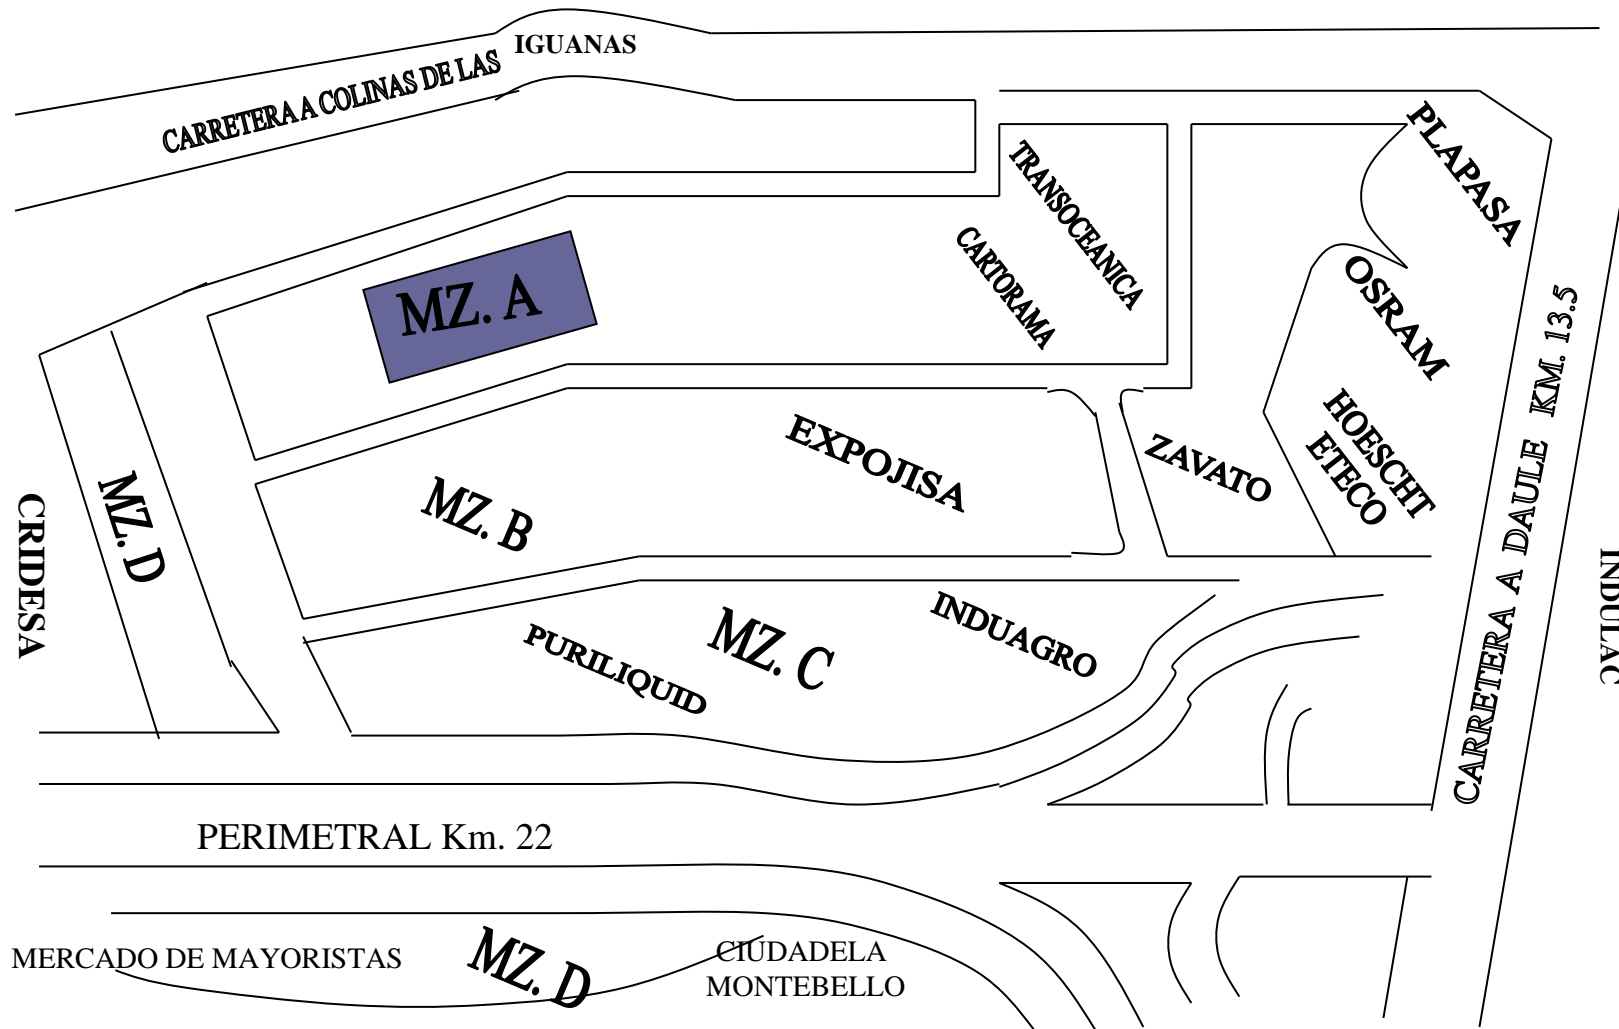 IGUANAS
CARRETERA A COLINAS DE LAS
PLAPASA
TRANSOCEANICA
CARTORAMA
MZ. A
OSRAM
CARRETERA A DAULE KM. 13.5
HOESCHT
ETECO
EXPOJISA
ZAVATO
MZ. B
MZ. D
CRIDESA
INDULAC
INDUAGRO
MZ. C
PURILIQUID
PERIMETRAL Km. 22
MERCADO DE MAYORISTAS
MZ. D
CIUDADELA
MONTEBELLO